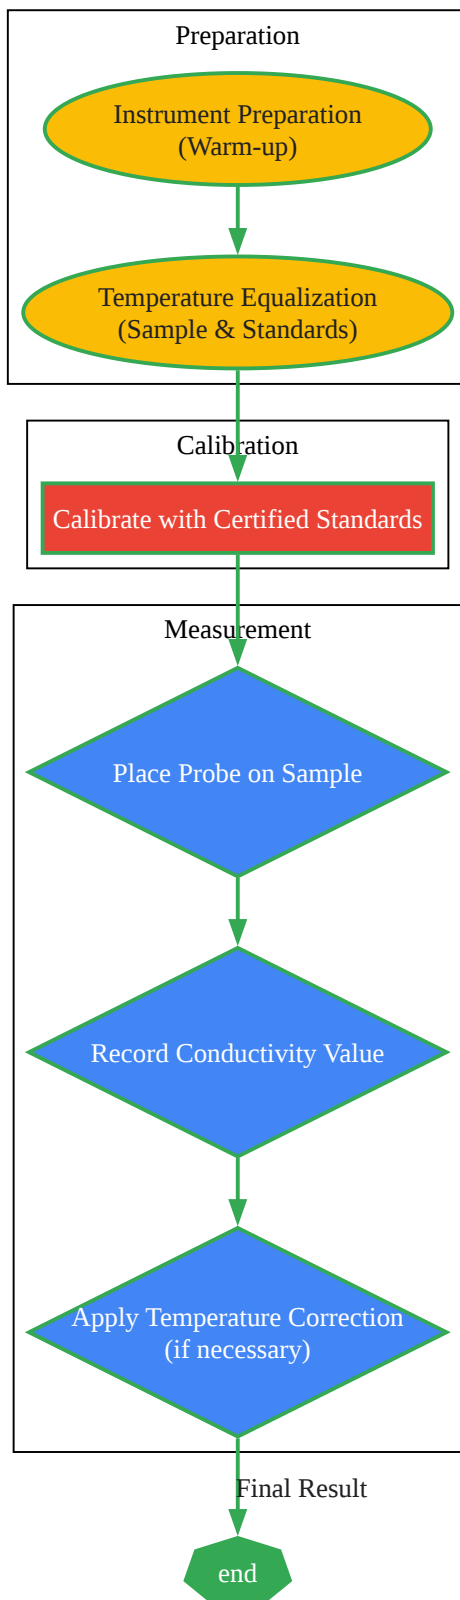 Preparation
Instrument Preparation
(Warm-up)
Temperature Equalization
(Sample & Standards)
Calibration
Calibrate with Certified Standards
Measurement
Place Probe on Sample
Record Conductivity Value
Apply Temperature Correction
(if necessary)
Final Result
end